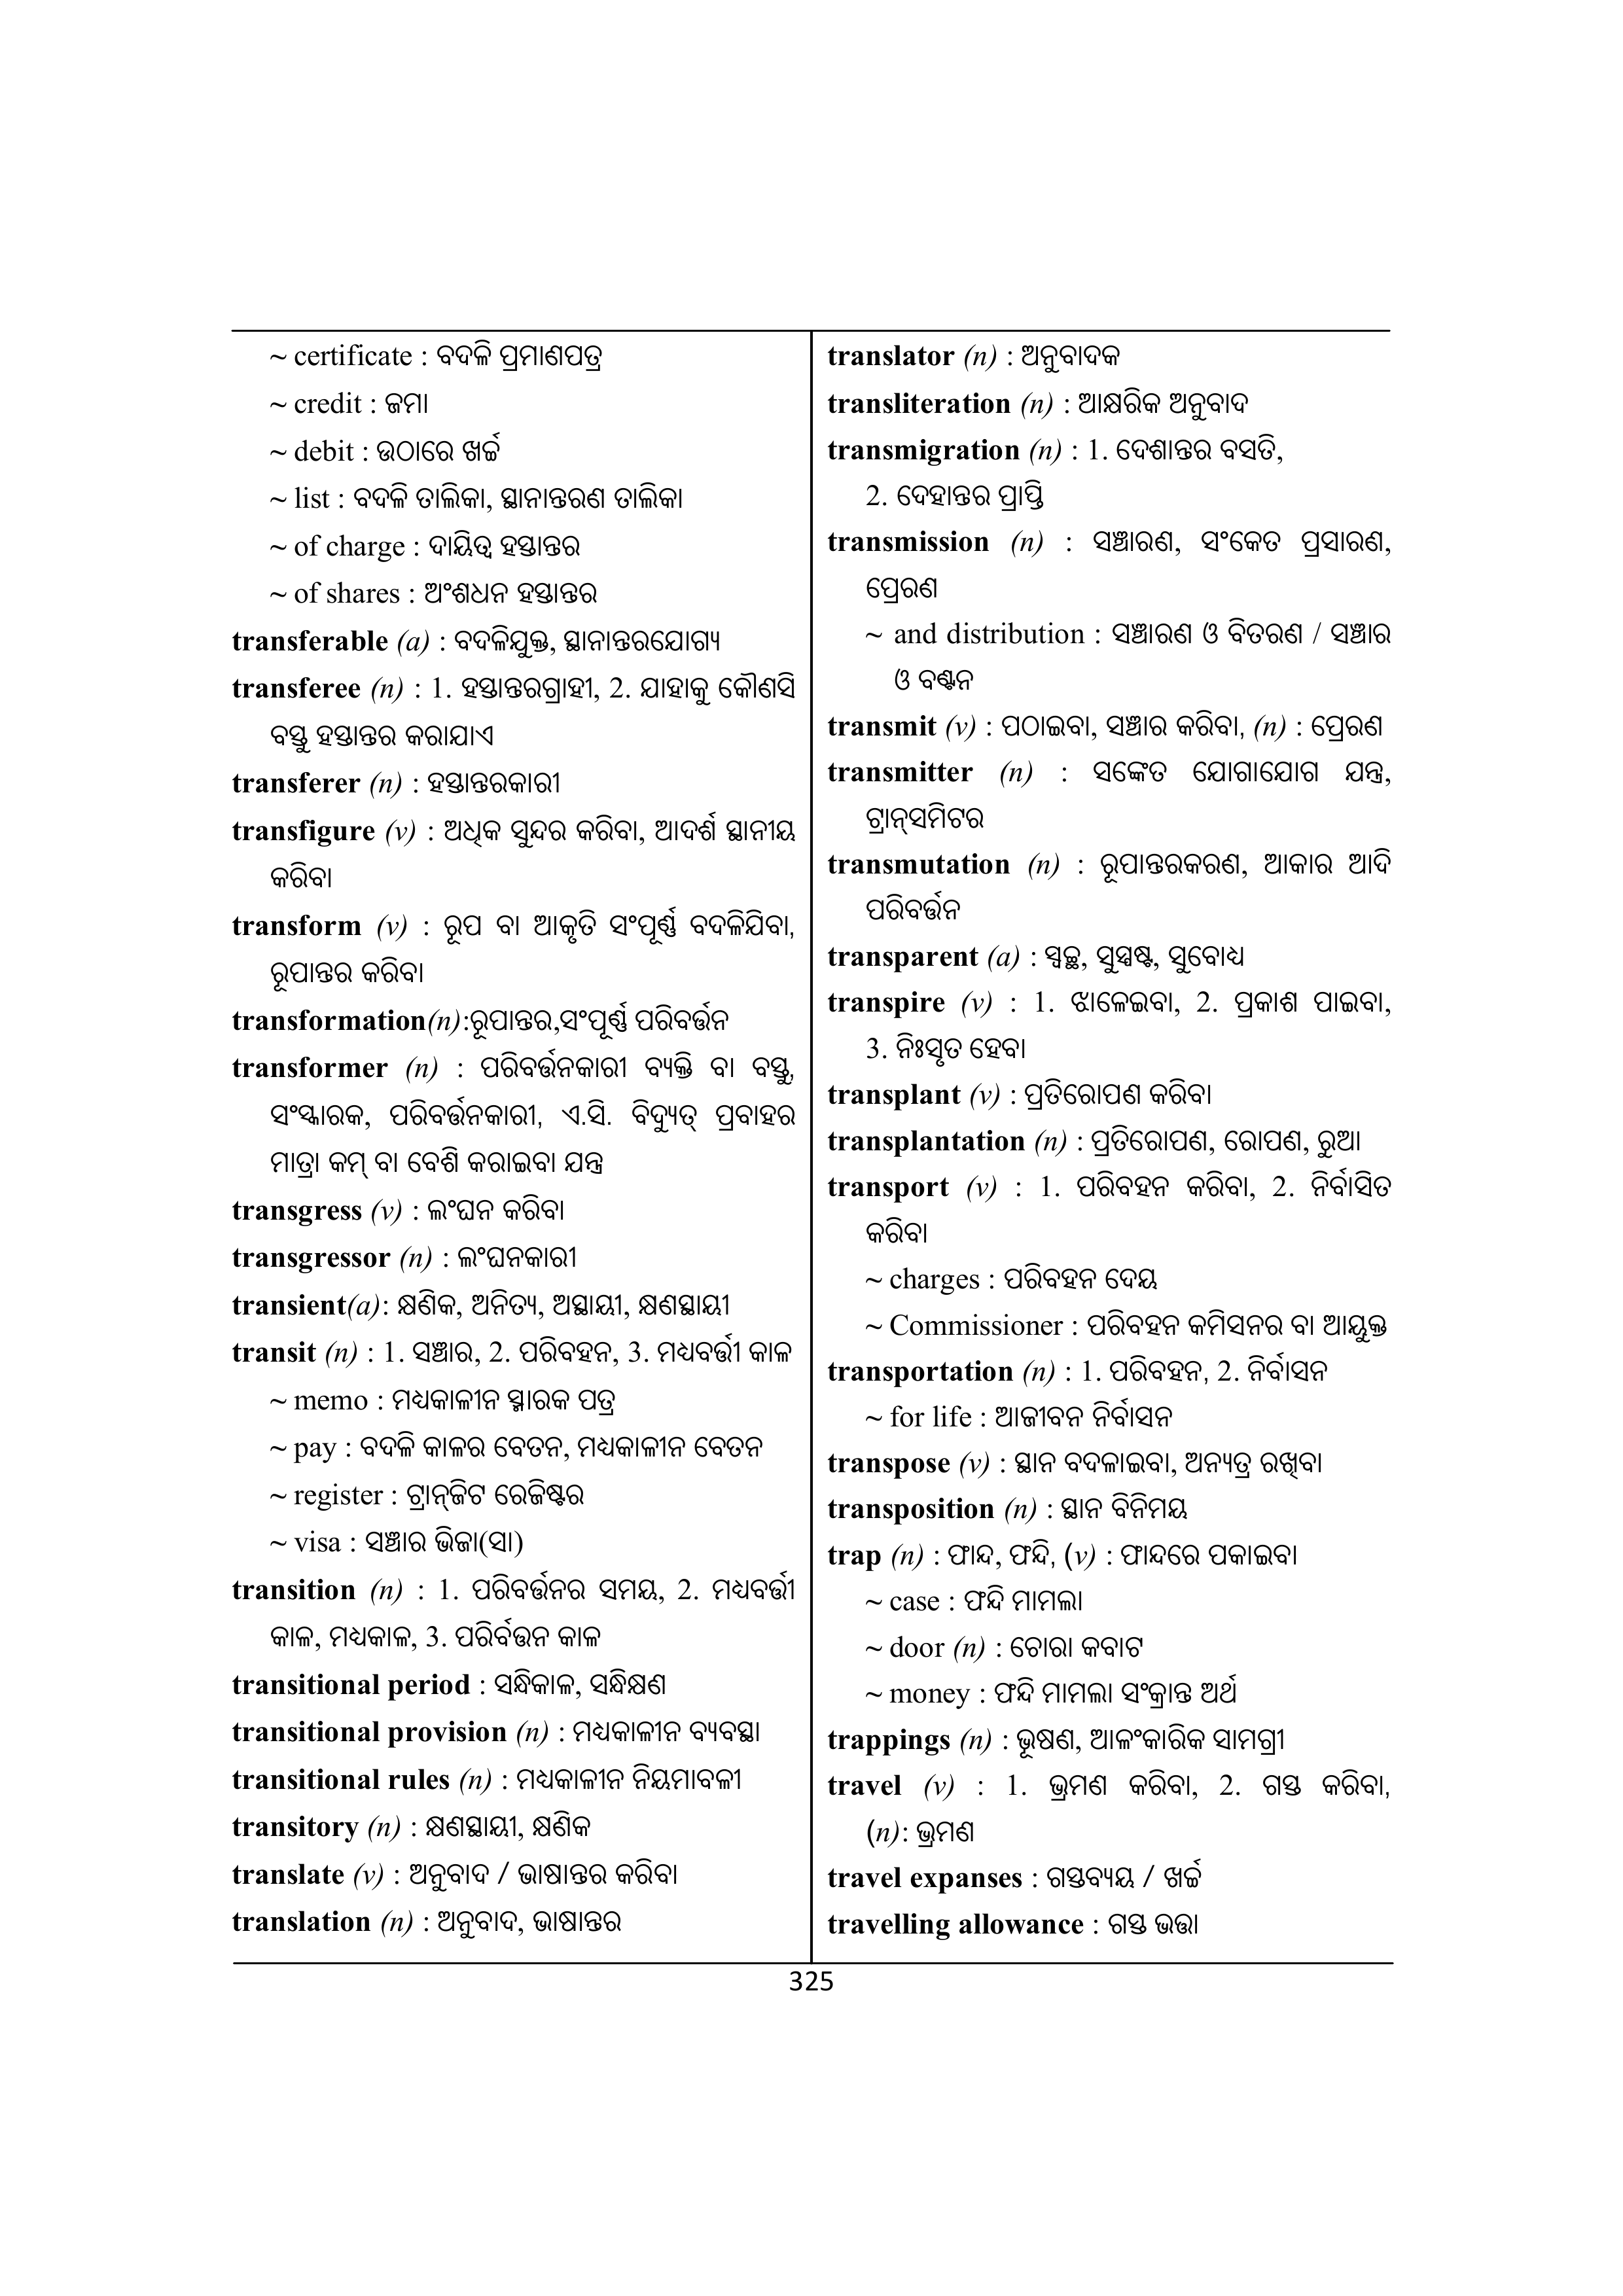 ~ certificate : ବଦଳି ପ୍ରମାଣପତ୍ର
~ credit : ଜମା
~ debit : ଉଠାରେ ଖର୍ଚ୍ଚ
~ list : ବଦଳି ତାଲିକା, ସ୍ଥାନାନ୍ତରଣ ତାଲିକା
~ of charge : ଦାୟିତ୍ୱ ହସ୍ତାନ୍ତର
~ of shares : ଅଂଶଧନ ହସ୍ତାନ୍ତର
transferable (a) : ବଦଳିଯୁକ୍ତ, ସ୍ଥାନାନ୍ତରଯୋଗ୍ୟ
transferee (n) : 1. ହସ୍ତାନ୍ତରଗ୍ରାହୀ, 2. ଯାହାକୁ କୌଣସି
ବସ୍ତୁ ହସ୍ତାନ୍ତର କରାଯାଏ
transferer (n) : ହସ୍ତାନ୍ତରକାରୀ
transfigure (v) : ଅଧିକ ସୁନ୍ଦର କରିବା, ଆଦର୍ଶ ସ୍ଥାନୀୟ
କରିବା
transform (v) : ରୂପ ବା ଆକୃତି ସଂପୂର୍ଣ୍ଣ ବଦଳିଯିବା,
ରୂପାନ୍ତର କରିବା
transformation(n):ରୂପାନ୍ତର,ସଂପୂର୍ଣ୍ଣ ପରିବର୍ତ୍ତନ
transformer (n) : ପରିବର୍ତ୍ତନକାରୀ ବ୍ୟକ୍ତି ବା ବସ୍ତୁ,
ସଂସ୍କାରକ, ପରିବର୍ତ୍ତନକାରୀ, ଏ.ସି. ବିଦ୍ୟୁତ୍ ପ୍ରବାହର
ମାତ୍ରା କମ୍ ବା ବେଶି କରାଇବା ଯନ୍ତ୍ର
transgress (v) : ଲଂଘନ କରିବା
transgressor (n) : ଲଂଘନକାରୀ
transient(a): କ୍ଷଣିକ, ଅନିତ୍ୟ, ଅସ୍ଥାୟୀ, କ୍ଷଣସ୍ଥାୟୀ
transit (n) : 1. ସଞ୍ଚାର, 2. ପରିବହନ, 3. ମଧ୍ୟବର୍ତ୍ତୀ କାଳ
~ memo : ମଧ୍ୟକାଳୀନ ସ୍ମାରକ ପତ୍ର
~ pay : ବଦଳି କାଳର ବେତନ, ମଧ୍ୟକାଳୀନ ବେତନ
~ register : ଟ୍ରାନ୍‌ଜିଟ ରେଜିଷ୍ଟର
~ visa : ସଞ୍ଚାର ଭିଜା(ସା)
transition (n) : 1. ପରିବର୍ତ୍ତନର ସମୟ, 2. ମଧ୍ୟବର୍ତ୍ତୀ
କାଳ, ମଧ୍ୟକାଳ, 3. ପରିର୍ବତ୍ତନ କାଳ
transitional period : ସନ୍ଧିକାଳ, ସନ୍ଧିକ୍ଷଣ
transitional provision (n) : ମଧ୍ୟକାଳୀନ ବ୍ୟବସ୍ଥା
transitional rules (n) : ମଧ୍ୟକାଳୀନ ନିୟମାବଳୀ
transitory (n) : କ୍ଷଣସ୍ଥାୟୀ, କ୍ଷଣିକ
translate (v) : ଅନୁବାଦ / ଭାଷାନ୍ତର କରିବା
translation (n) : ଅନୁବାଦ, ଭାଷାନ୍ତର
translator (n) : ଅନୁବାଦକ
transliteration (n) : ଆକ୍ଷରିକ ଅନୁବାଦ
transmigration (n) : 1. ଦେଶାନ୍ତର ବସତି,
2. ଦେହାନ୍ତର ପ୍ରାପ୍ତି
transmission (n) : ସଞ୍ଚାରଣ, ସଂକେତ ପ୍ରସାରଣ,
ପ୍ରେରଣ
~ and distribution : ସଞ୍ଚାରଣ ଓ ବିତରଣ / ସଞ୍ଚାର
ଓ ବଣ୍ଟନ
transmit (v) : ପଠାଇବା, ସଞ୍ଚାର କରିବା, (n) : ପ୍ରେରଣ
transmitter (n) : ସଙ୍କେତ ଯୋଗାଯୋଗ ଯନ୍ତ୍ର,
ଟ୍ରାନ୍‌ସମିଟର
transmutation (n) : ରୂପାନ୍ତରକରଣ, ଆକାର ଆଦି
ପରିବର୍ତ୍ତନ
transparent (a) : ସ୍ୱଚ୍ଛ, ସୁସ୍ପଷ୍ଟ, ସୁବୋଧ୍ୟ
transpire (v) : 1. ଝାଳେଇବା, 2. ପ୍ରକାଶ ପାଇବା,
3. ନିଃସୃତ ହେବା
transplant (v) : ପ୍ରତିରୋପଣ କରିବା
transplantation (n) : ପ୍ରତିରୋପଣ, ରୋପଣ, ରୁଆ
transport (v) : 1. ପରିବହନ କରିବା, 2. ନିର୍ବାସିତ
କରିବା
~ charges : ପରିବହନ ଦେୟ
~ Commissioner : ପରିବହନ କମିସନର ବା ଆୟୁକ୍ତ
transportation (n) : 1. ପରିବହନ, 2. ନିର୍ବାସନ
~ for life : ଆଜୀବନ ନିର୍ବାସନ
transpose (v) : ସ୍ଥାନ ବଦଳାଇବା, ଅନ୍ୟତ୍ର ରଖିବା
transposition (n) : ସ୍ଥାନ ବିନିମୟ
trap (n) : ଫାନ୍ଦ, ଫନ୍ଦି, (v) : ଫାନ୍ଦରେ ପକାଇବା
~ case : ଫନ୍ଦି ମାମଲା
~ door (n) : ଚୋରା କବାଟ
~ money : ଫନ୍ଦି ମାମଲା ସଂକ୍ରାନ୍ତ ଅର୍ଥ
trappings (n) : ଭୂଷଣ, ଆଳଂକାରିକ ସାମଗ୍ରୀ
travel (v) : 1. ଭ୍ରମଣ କରିବା, 2. ଗସ୍ତ କରିବା,
(n): ଭ୍ରମଣ
travel expanses : ଗସ୍ତବ୍ୟୟ / ଖର୍ଚ୍ଚ
travelling allowance : ଗସ୍ତ ଭତ୍ତା
325